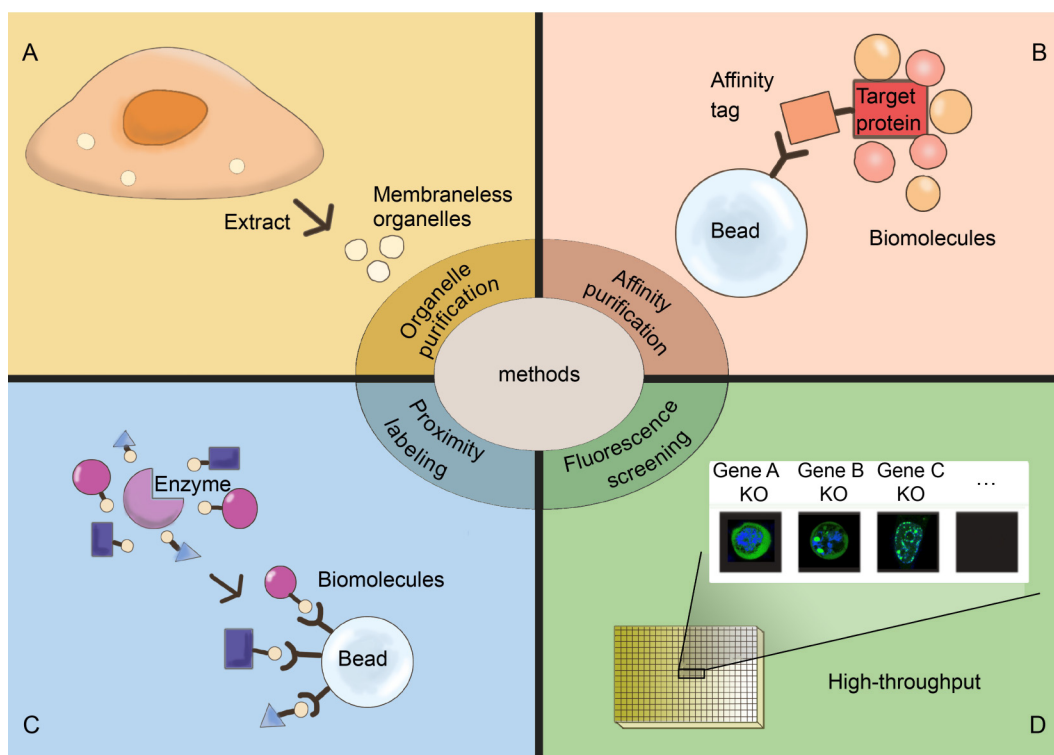 A
Extract
Membraneless
organelles
B
Affinity
tag
Target
protein
Bead
Biomolecules
Organelle
purification
Affinity
purification
methods
Proximity
labeling
Fluorescence
screening
Enzyme
Biomolecules
Bead
C
Gene A
KO
Gene B
KO
Gene C
KO
...
High-throughput
D